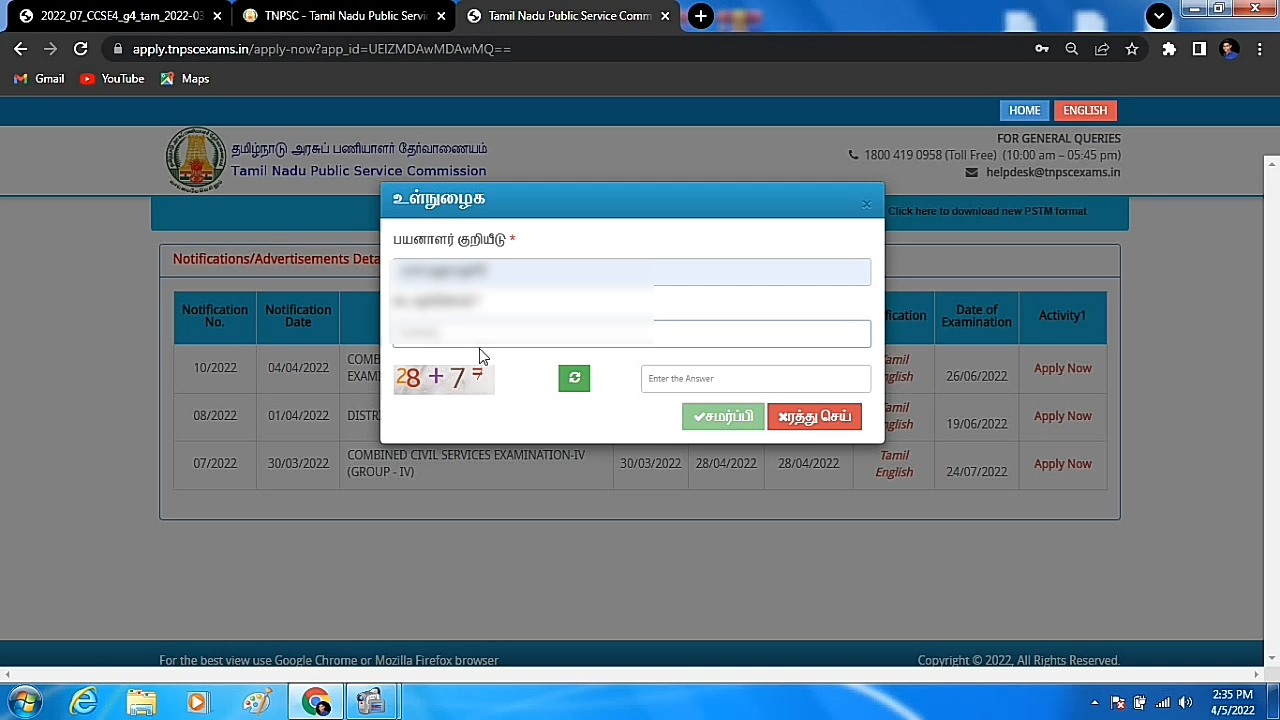 2022_07_CCSE4_g4_tam_2022-03
TNPSC - Tamil Nadu Public Servic
Tamil Nadu Public Service Comm
apply.tnpscexams.in/apply-now?app_id=UElZMDAwMDAwMQ==
Gmail YouTube Maps
HOME ENGLISH
தமிழ்நாடு அரசுப் பணியாளர் தேர்வாணையம்
Tamil Nadu Public Service Commission
FOR GENERAL QUERIES
1800 419 0958 (Toll Free) (10:00 am – 05:45 pm)
helpdesk@tnpscexams.in
Click here to download new PSTM format
உள்நுழைக
×
பயனாளர் குறியீடு *
28 + 7 =
Enter the Answer
சமர்ப்பி ரத்து செய்
Notifications/Advertisements Deta
Notification No. Notification Date Date of Examination Activity1
10/2022 04/04/2022 COMB EXAMI Tamil English 26/06/2022 Apply Now
08/2022 01/04/2022 DISTR Tamil English 19/06/2022 Apply Now
07/2022 30/03/2022 COMBINED CIVIL SERVICES EXAMINATION-IV (GROUP - IV) 30/03/2022 28/04/2022 28/04/2022 Tamil English 24/07/2022 Apply Now
For the best view use Google Chrome or Mozilla Firefox browser
Copyright © 2022, All Rights Reserved.
2:35 PM
4/5/2022